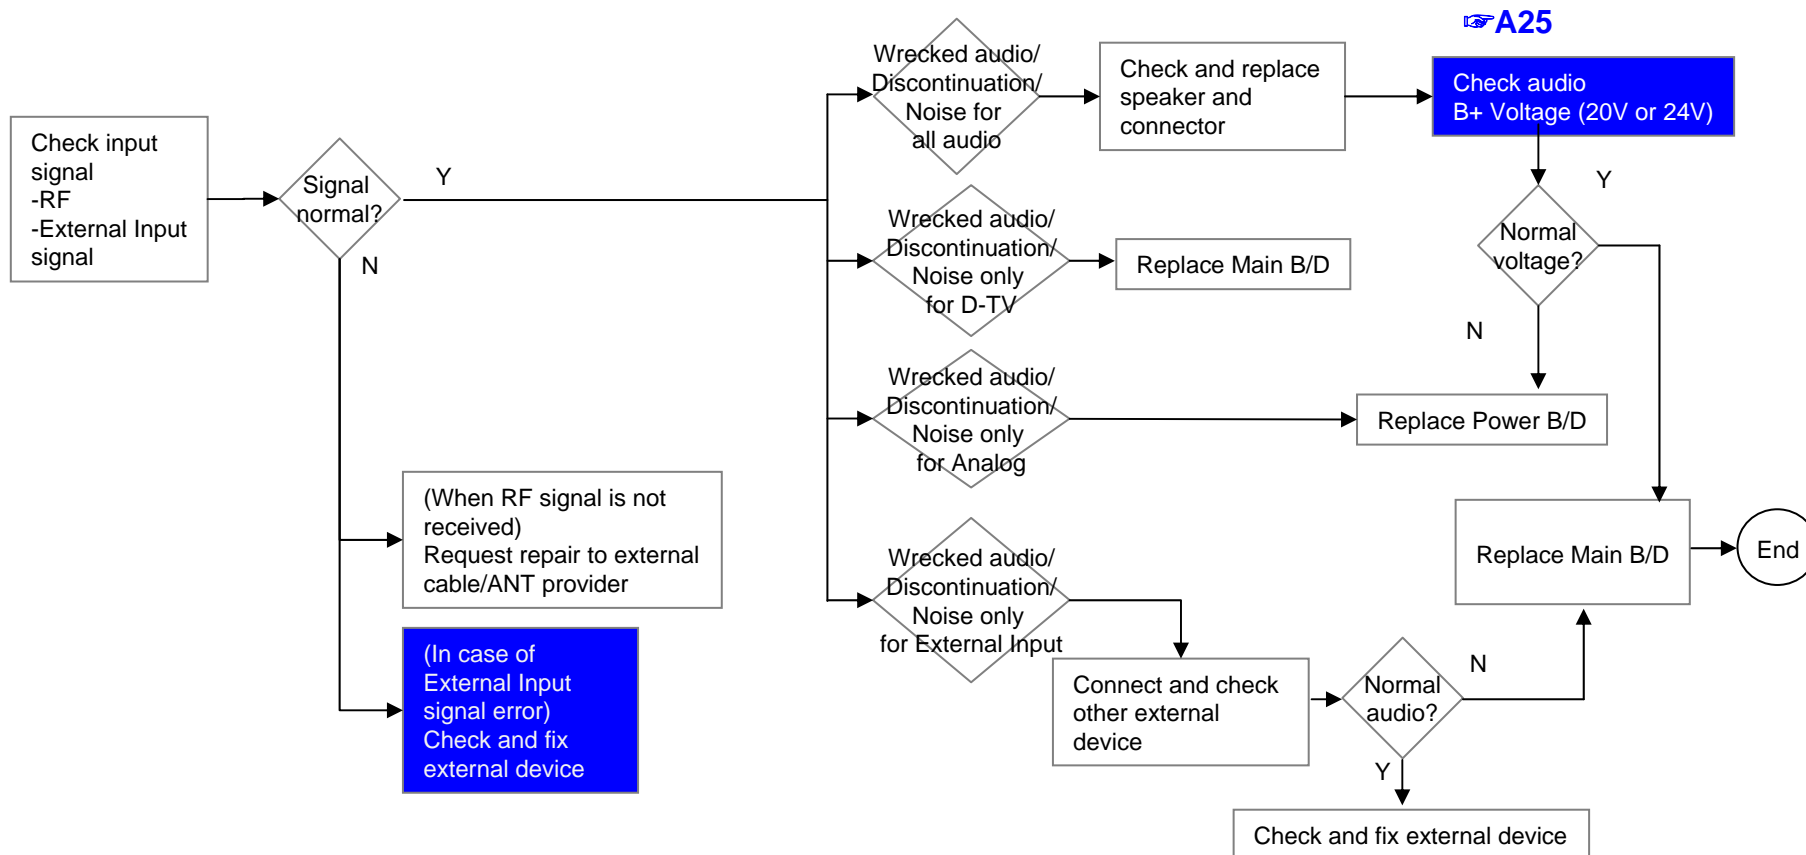 ☞A25
Check input
signal
-RF
-External Input
signal
Signal
normal?
Y
N
(When RF signal is not
received)
Request repair to external
cable/ANT provider
(In case of
External Input
signal error)
Check and fix
external device
Wrecked audio/
Discontinuation/
Noise for
all audio
Check and replace
speaker and
connector
Check audio
B+ Voltage (20V or 24V)
Normal
voltage?
Y
N
Wrecked audio/
Discontinuation/
Noise only
for D-TV
Replace Main B/D
Wrecked audio/
Discontinuation/
Noise only
for Analog
Replace Power B/D
Wrecked audio/
Discontinuation/
Noise only
for External Input
Connect and check
other external
device
Normal
audio?
N
Y
Replace Main B/D
End
Check and fix external device